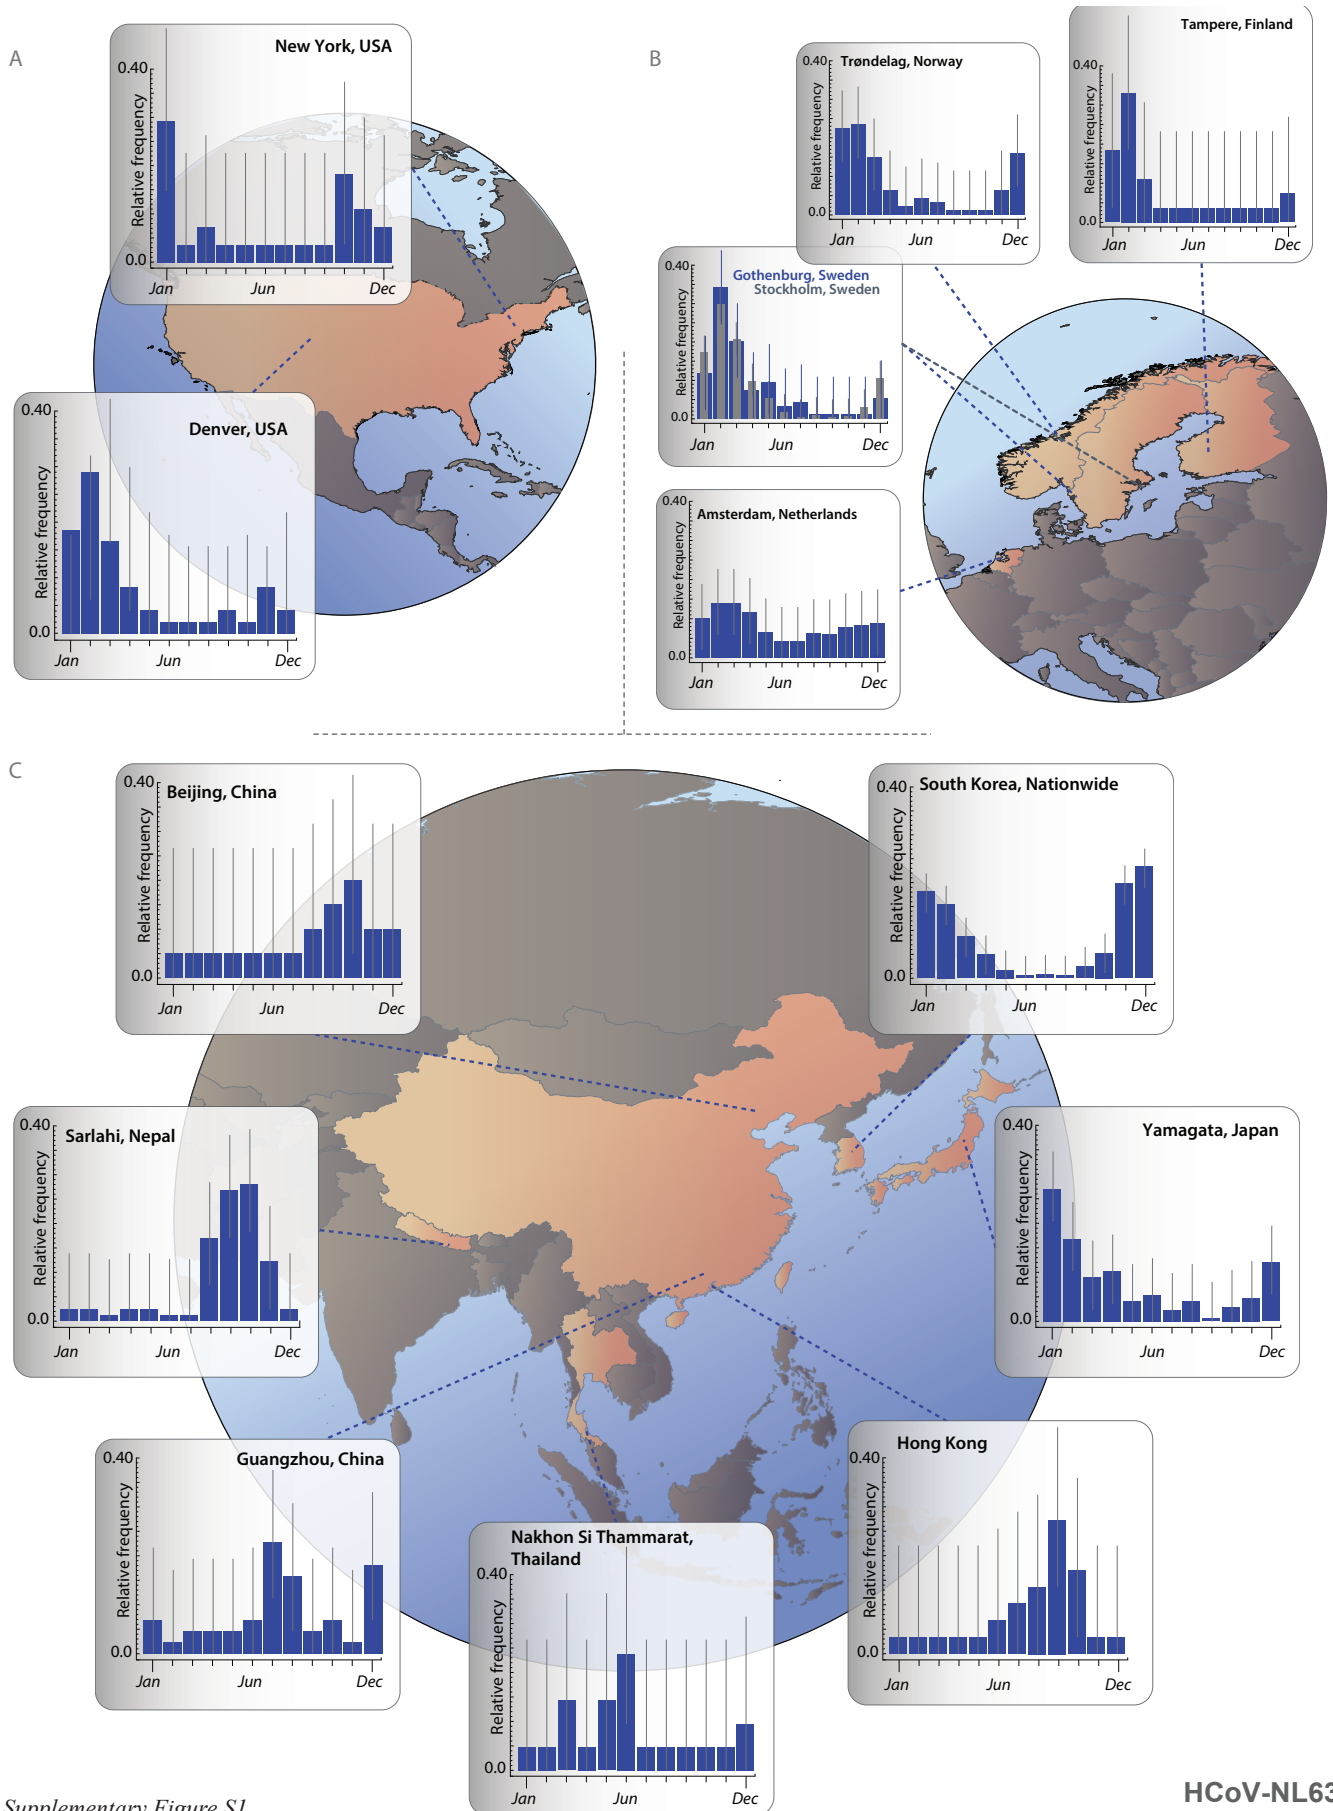 A
New York, USA
0.40
Relative frequency
0.0
Jan
Jun
Dec
Denver, USA
0.40
Relative frequency
0.0
Jan
Jun
Dec
B
Trøndelag, Norway
0.40
Relative frequency
0.0
Jan
Jun
Dec
Tampere, Finland
0.40
Relative frequency
0.0
Jan
Jun
Dec
Gothenburg, Sweden
Stockholm, Sweden
0.40
Relative frequency
0.0
Jan
Jun
Dec
Amsterdam, Netherlands
0.40
Relative frequency
0.0
Jan
Jun
Dec
C
Beijing, China
0.40
Relative frequency
0.0
Jan
Jun
Dec
South Korea, Nationwide
0.40
Relative frequency
0.0
Jan
Jun
Dec
Sarlahi, Nepal
0.40
Relative frequency
0.0
Jan
Jun
Dec
Yamagata, Japan
0.40
Relative frequency
0.0
Jan
Jun
Dec
Guangzhou, China
0.40
Relative frequency
0.0
Jan
Jun
Dec
Nakhon Si Thammarat,
Thailand
0.40
Relative frequency
0.0
Jan
Jun
Dec
Hong Kong
0.40
Relative frequency
0.0
Jan
Jun
Dec
HCoV-NL63
Supplementary Figure S1